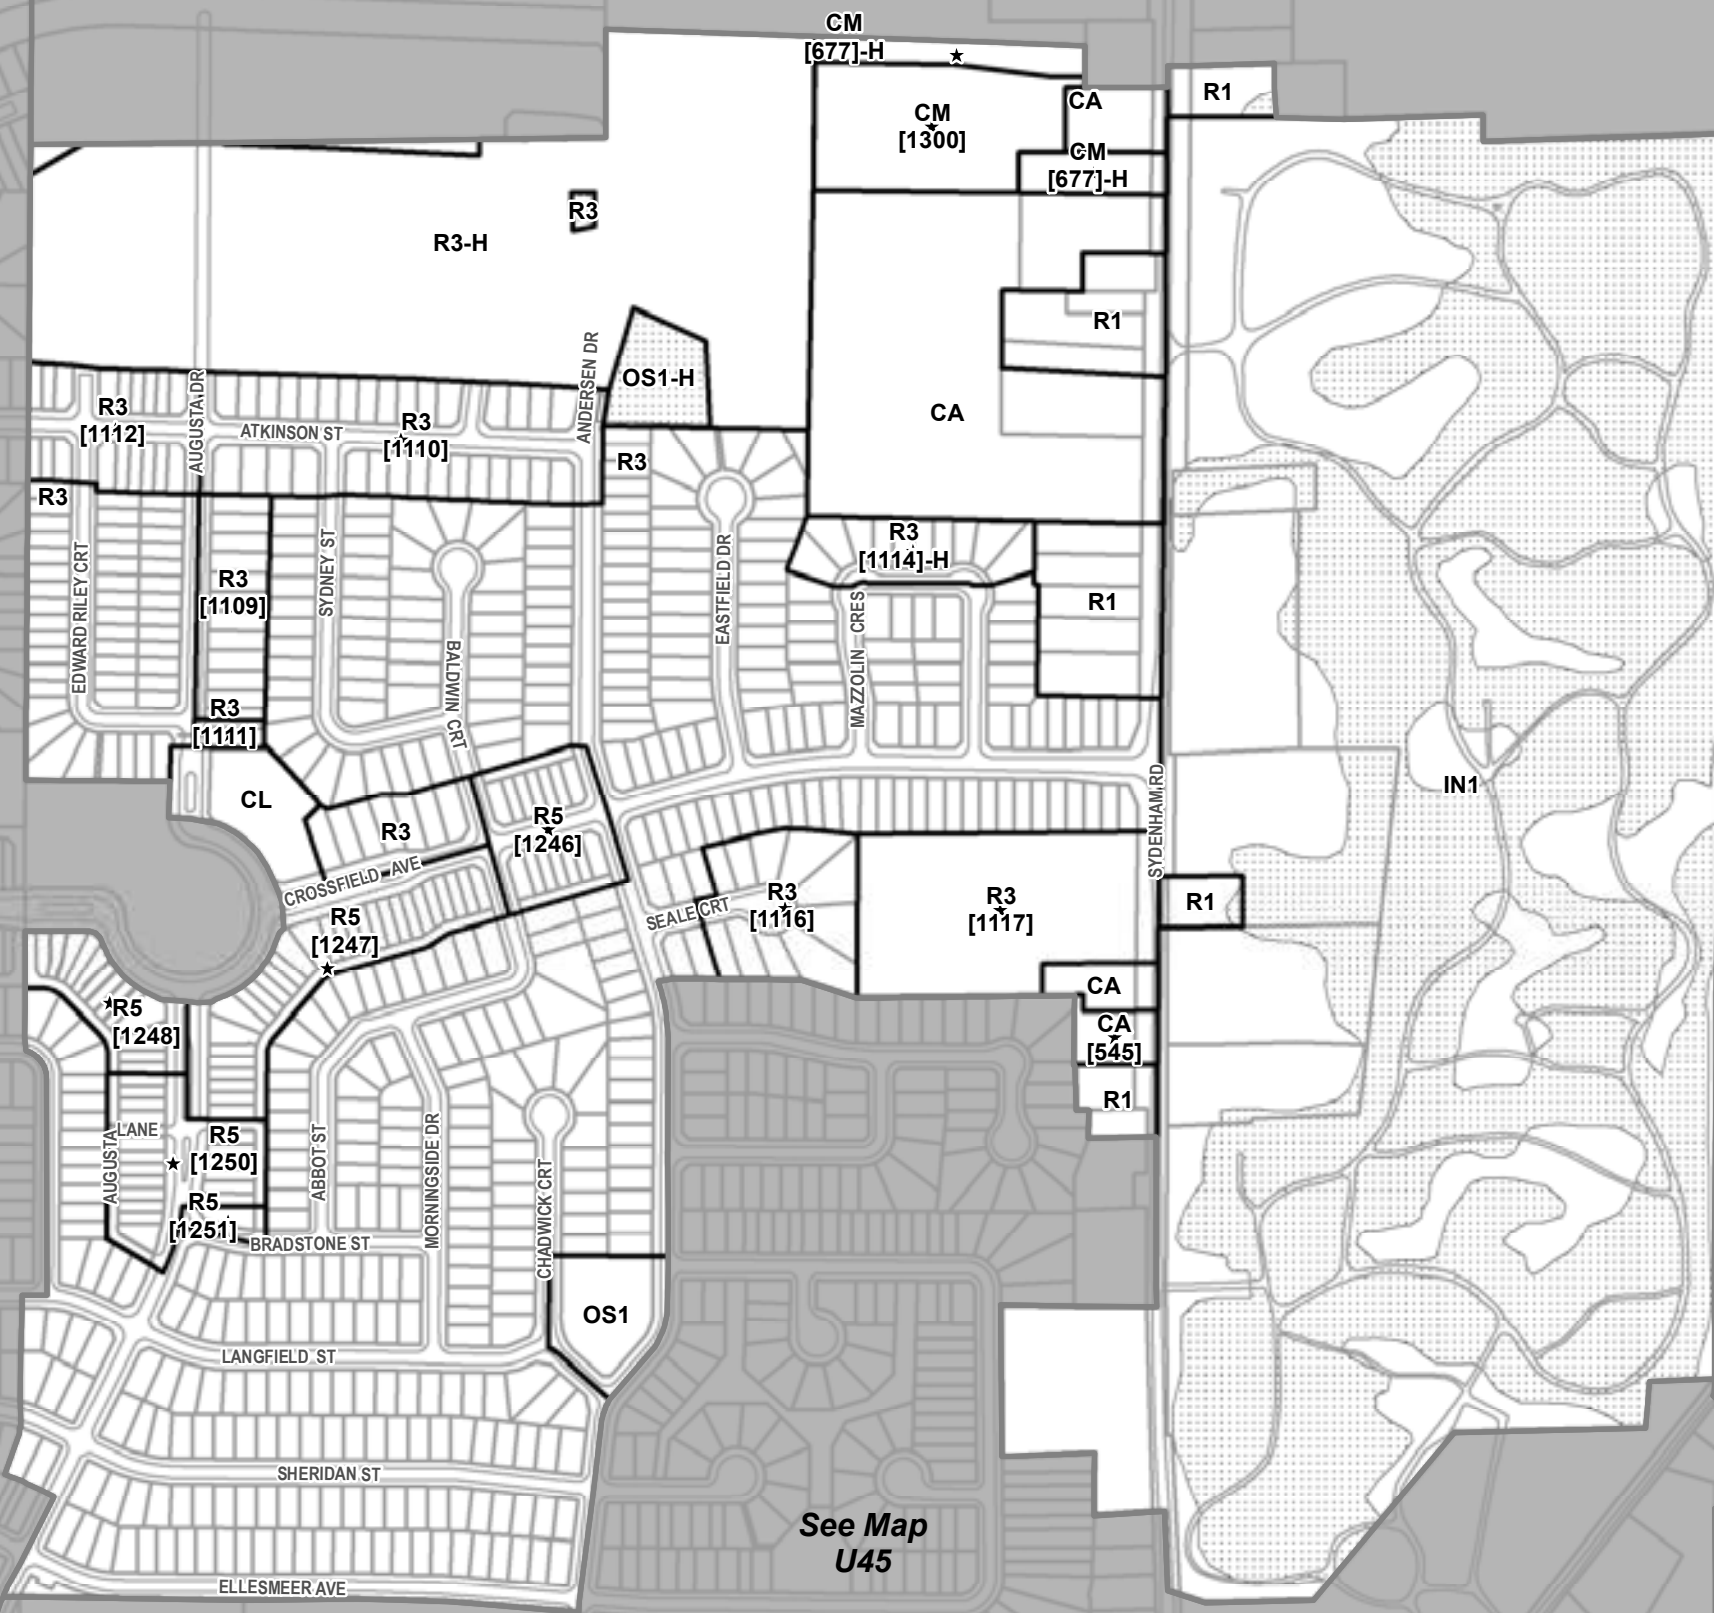 CM
[677]-H
R1
CA
CM
[1300]
CM
[677]-H
R3
R3-H
R1
OS1-H
CA
ANDERSEN DR
AUGUSTA DR
R3
[1112]
ATKINSON ST
R3
[1110]
R3
R3
R3
[1114]-H
EDWARD RILEY CRT
R3
[1109]
SYDNEY ST
BALDWIN CRT
EASTFIELD DR
MAZZOLIN CRES
R1
R3
[1111]
CL
R3
R5
[1246]
SYDENHAM RD
IN1
CROSSFIELD AVE
R5
[1247]
SEALE CRT
R3
[1116]
R3
[1117]
R1
CA
R5
[1248]
CA
[545]
R1
AUGUSTA
LANE
R5
[1250]
R5
[1251]
ABBOT ST
MORNINGSIDE DR
CHADWICK CRT
BRADSTONE ST
OS1
LANGFIELD ST
SHERIDAN ST
See Map
U45
ELLESMEER AVE